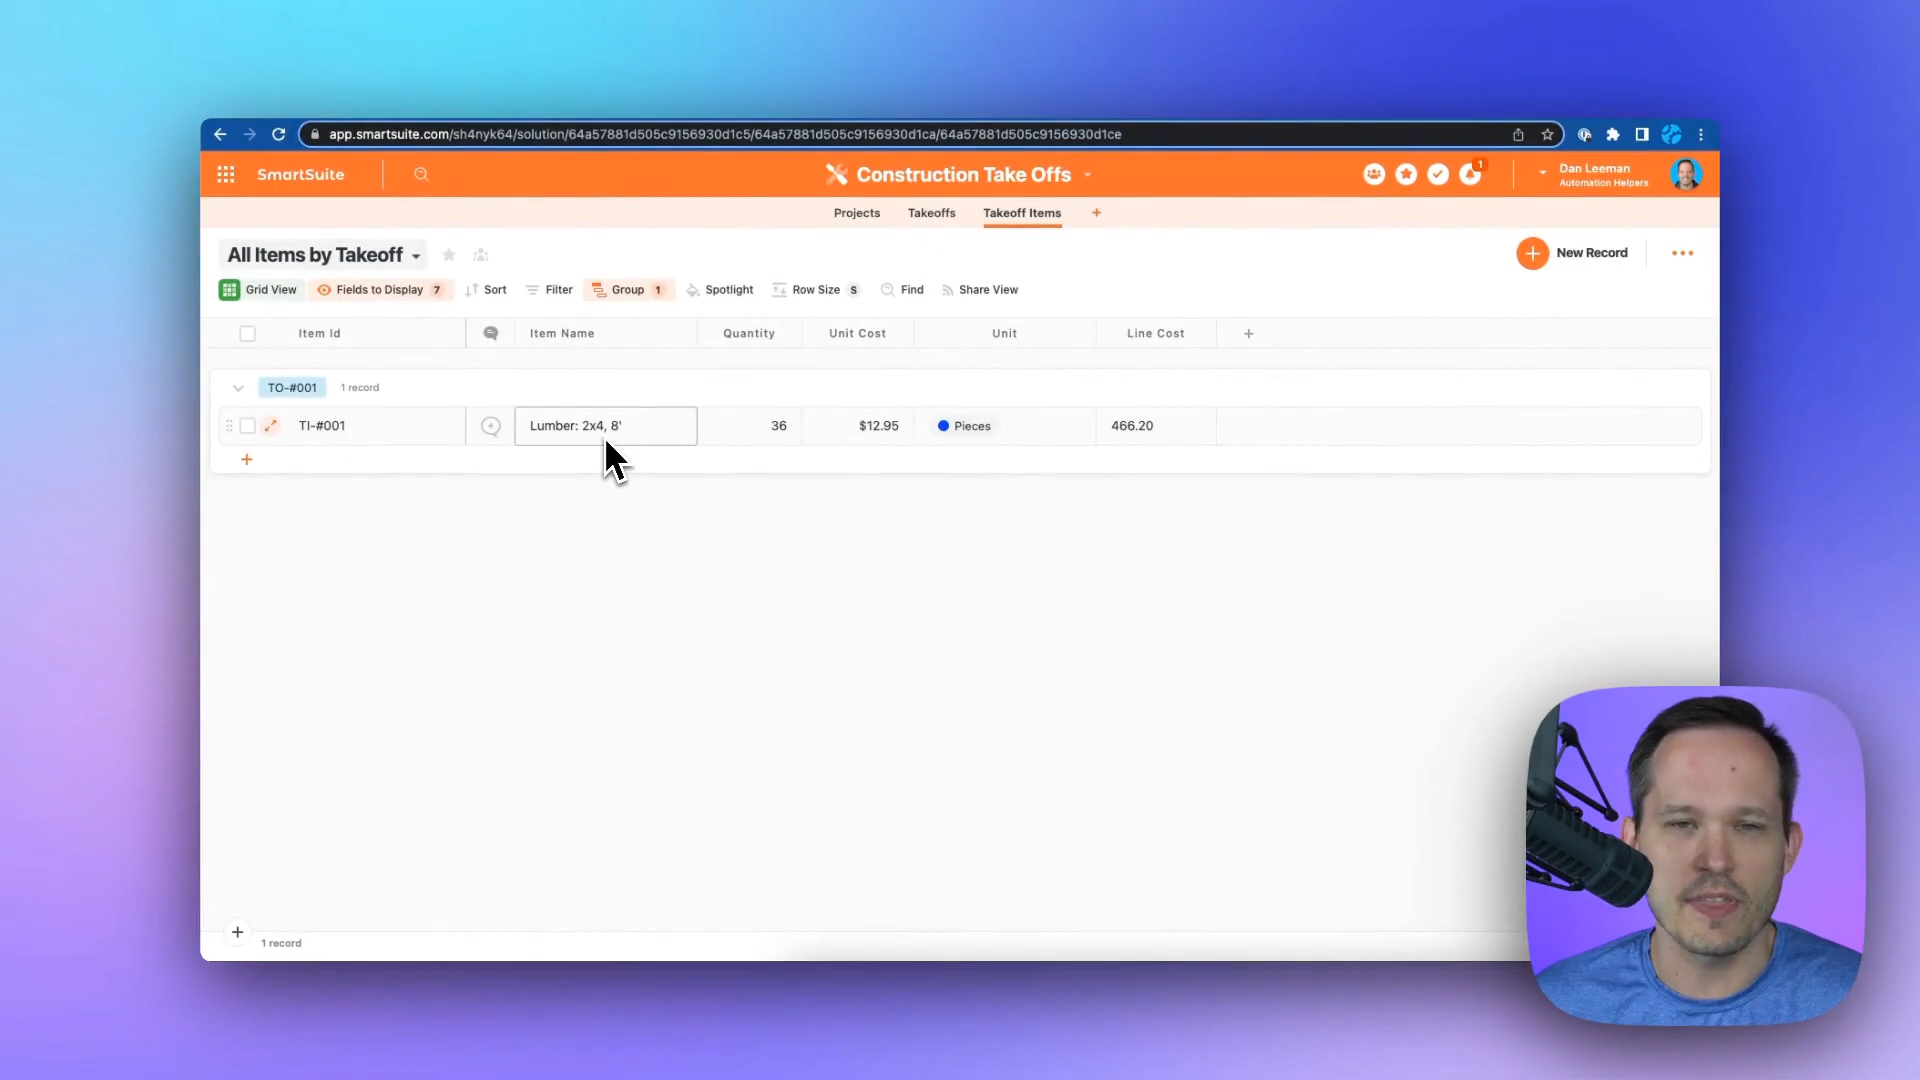 app.smartsuite.com/sh4nyk64/solution/64a57881d505c9156930d1c5/64a57881d505c9156930d1ca/64a57881d505c9156930d1ce
SmartSuite
Construction Take Offs
1
Dan Leeman
Automation Helpers
Projects Takeoffs Takeoff Items +
All Items by Takeoff
New Record
Grid View Fields to Display 7 Sort Filter Group 1 Spotlight Row Size S Find Share View
Item Id Item Name Quantity Unit Cost Unit Line Cost +
TO-#001 1 record
TI-#001 Lumber: 2x4, 8' 36 $12.95 Pieces 466.20
+
+ 1 record